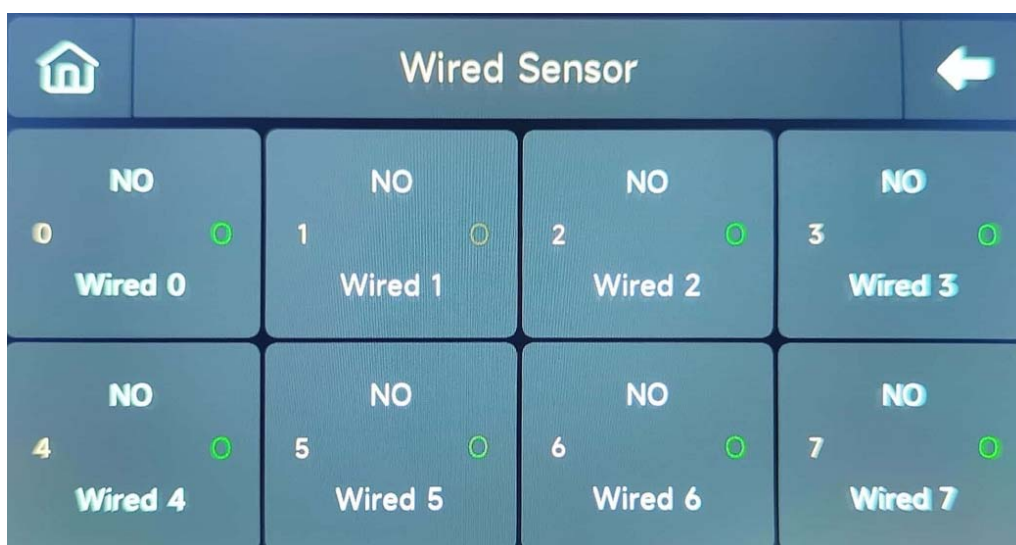 Wired Sensor
NO
0 O
Wired 0
NO
1 O
Wired 1
NO
2 O
Wired 2
NO
3 O
Wired 3
NO
4 O
Wired 4
NO
5 O
Wired 5
NO
6 O
Wired 6
NO
7 O
Wired 7